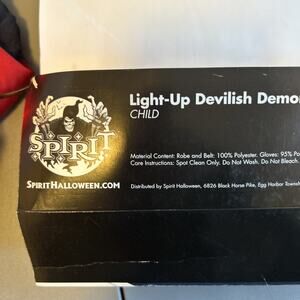 Light-Up Devilish Demon
CHILD
SPIRIT
SPIRITHALLOWEEN.COM
Material Content: Robe and Belt: 100% Polyester. Gloves: 95% Po
Care Instructions: Spot Clean Only. Do Not Wash. Do Not Bleach.
Distributed by Spirit Halloween, 6826 Black Horse Pike, Egg Harbor Townsh